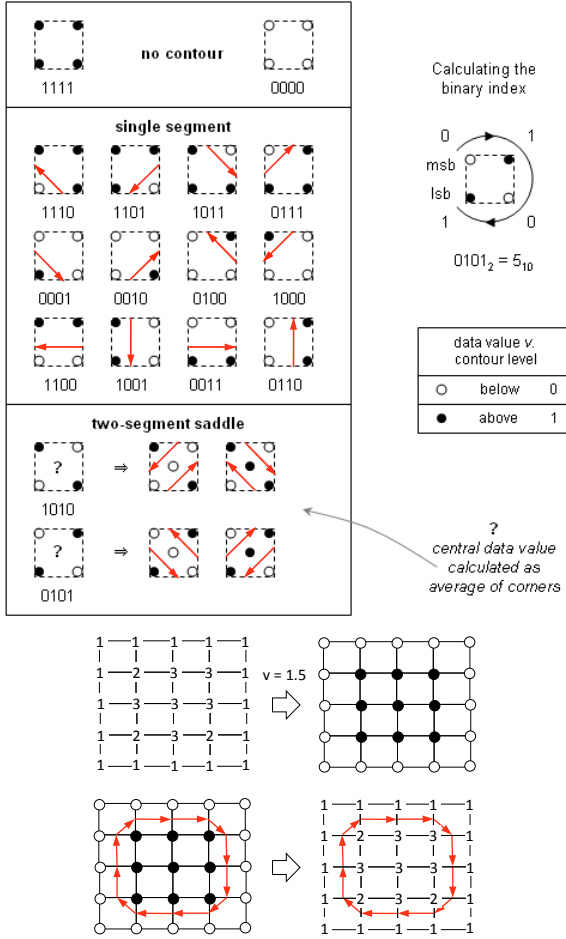 no contour
1111 0000
single segment
1110 1101 1011 0111
0001 0010 0100 1000
1100 1001 0011 0110
two-segment saddle
? ⇒
1010
? ⇒
0101
Calculating the
binary index
0 1
msb
lsb
1 0
0101₂ = 5₁₀
data value v.
contour level
below 0
above 1
?
central data value
calculated as
average of corners
1 1 1 1 1
1 2 3 3 1
1 3 3 3 1
1 2 3 2 1
1 1 1 1 1
v = 1.5
1 1 1 1 1
1 2 3 3 1
1 3 3 3 1
1 2 3 2 1
1 1 1 1 1